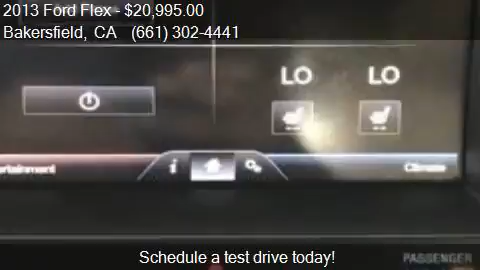 2013 Ford Flex - $20,995.00
Bakersfield, CA (661) 302-4441
LO LO
i
ertainment Climate
Schedule a test drive today!
PASSENGER